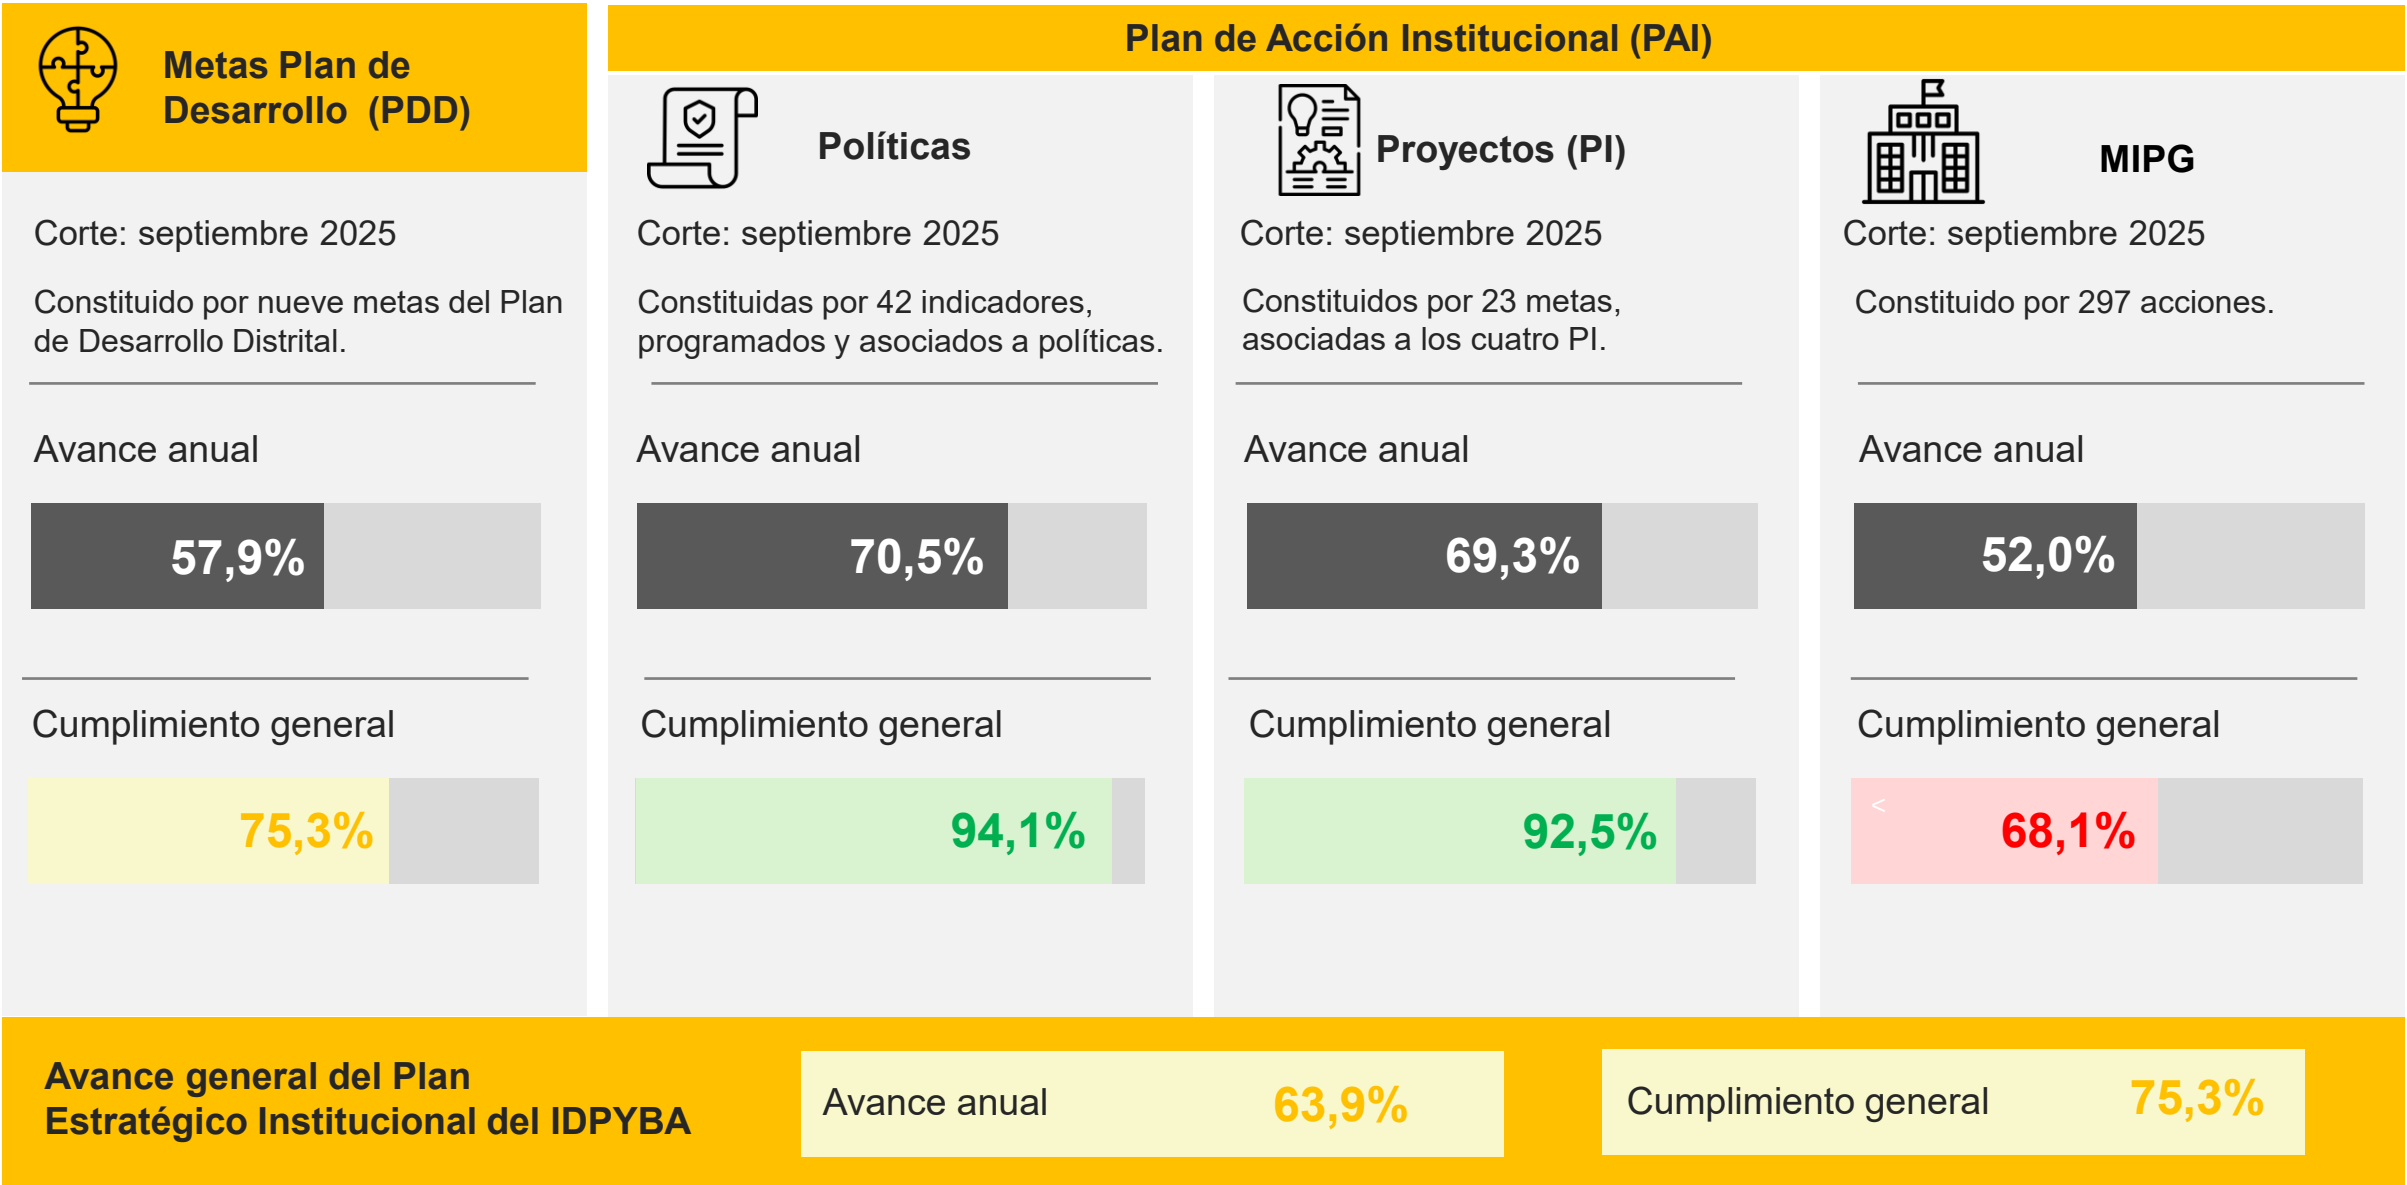 Metas Plan de
Desarrollo (PDD)
Corte: septiembre 2025
Constituido por nueve metas del Plan
de Desarrollo Distrital.
Avance anual
57,9%
Cumplimiento general
75,3%
Plan de Acción Institucional (PAI)
Políticas
Corte: septiembre 2025
Constituidas por 42 indicadores,
programados y asociados a políticas.
Avance anual
70,5%
Cumplimiento general
94,1%
Proyectos (PI)
Corte: septiembre 2025
Constituidos por 23 metas,
asociadas a los cuatro PI.
Avance anual
69,3%
Cumplimiento general
92,5%
MIPG
Corte: septiembre 2025
Constituido por 297 acciones.
Avance anual
52,0%
Cumplimiento general
<
68,1%
Avance general del Plan
Estratégico Institucional del IDPYBA
Avance anual 63,9%
Cumplimiento general 75,3%